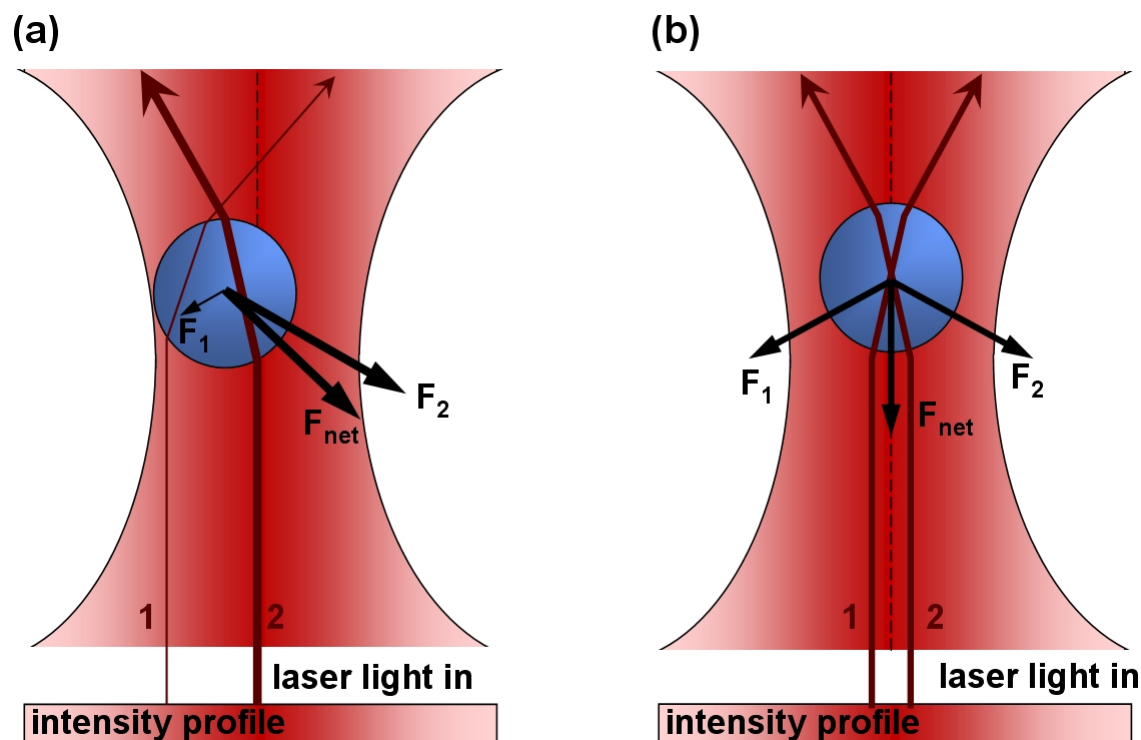 (a)
F1
F2
Fnet
1
2
laser light in
intensity profile
(b)
F1
F2
Fnet
1
2
laser light in
intensity profile